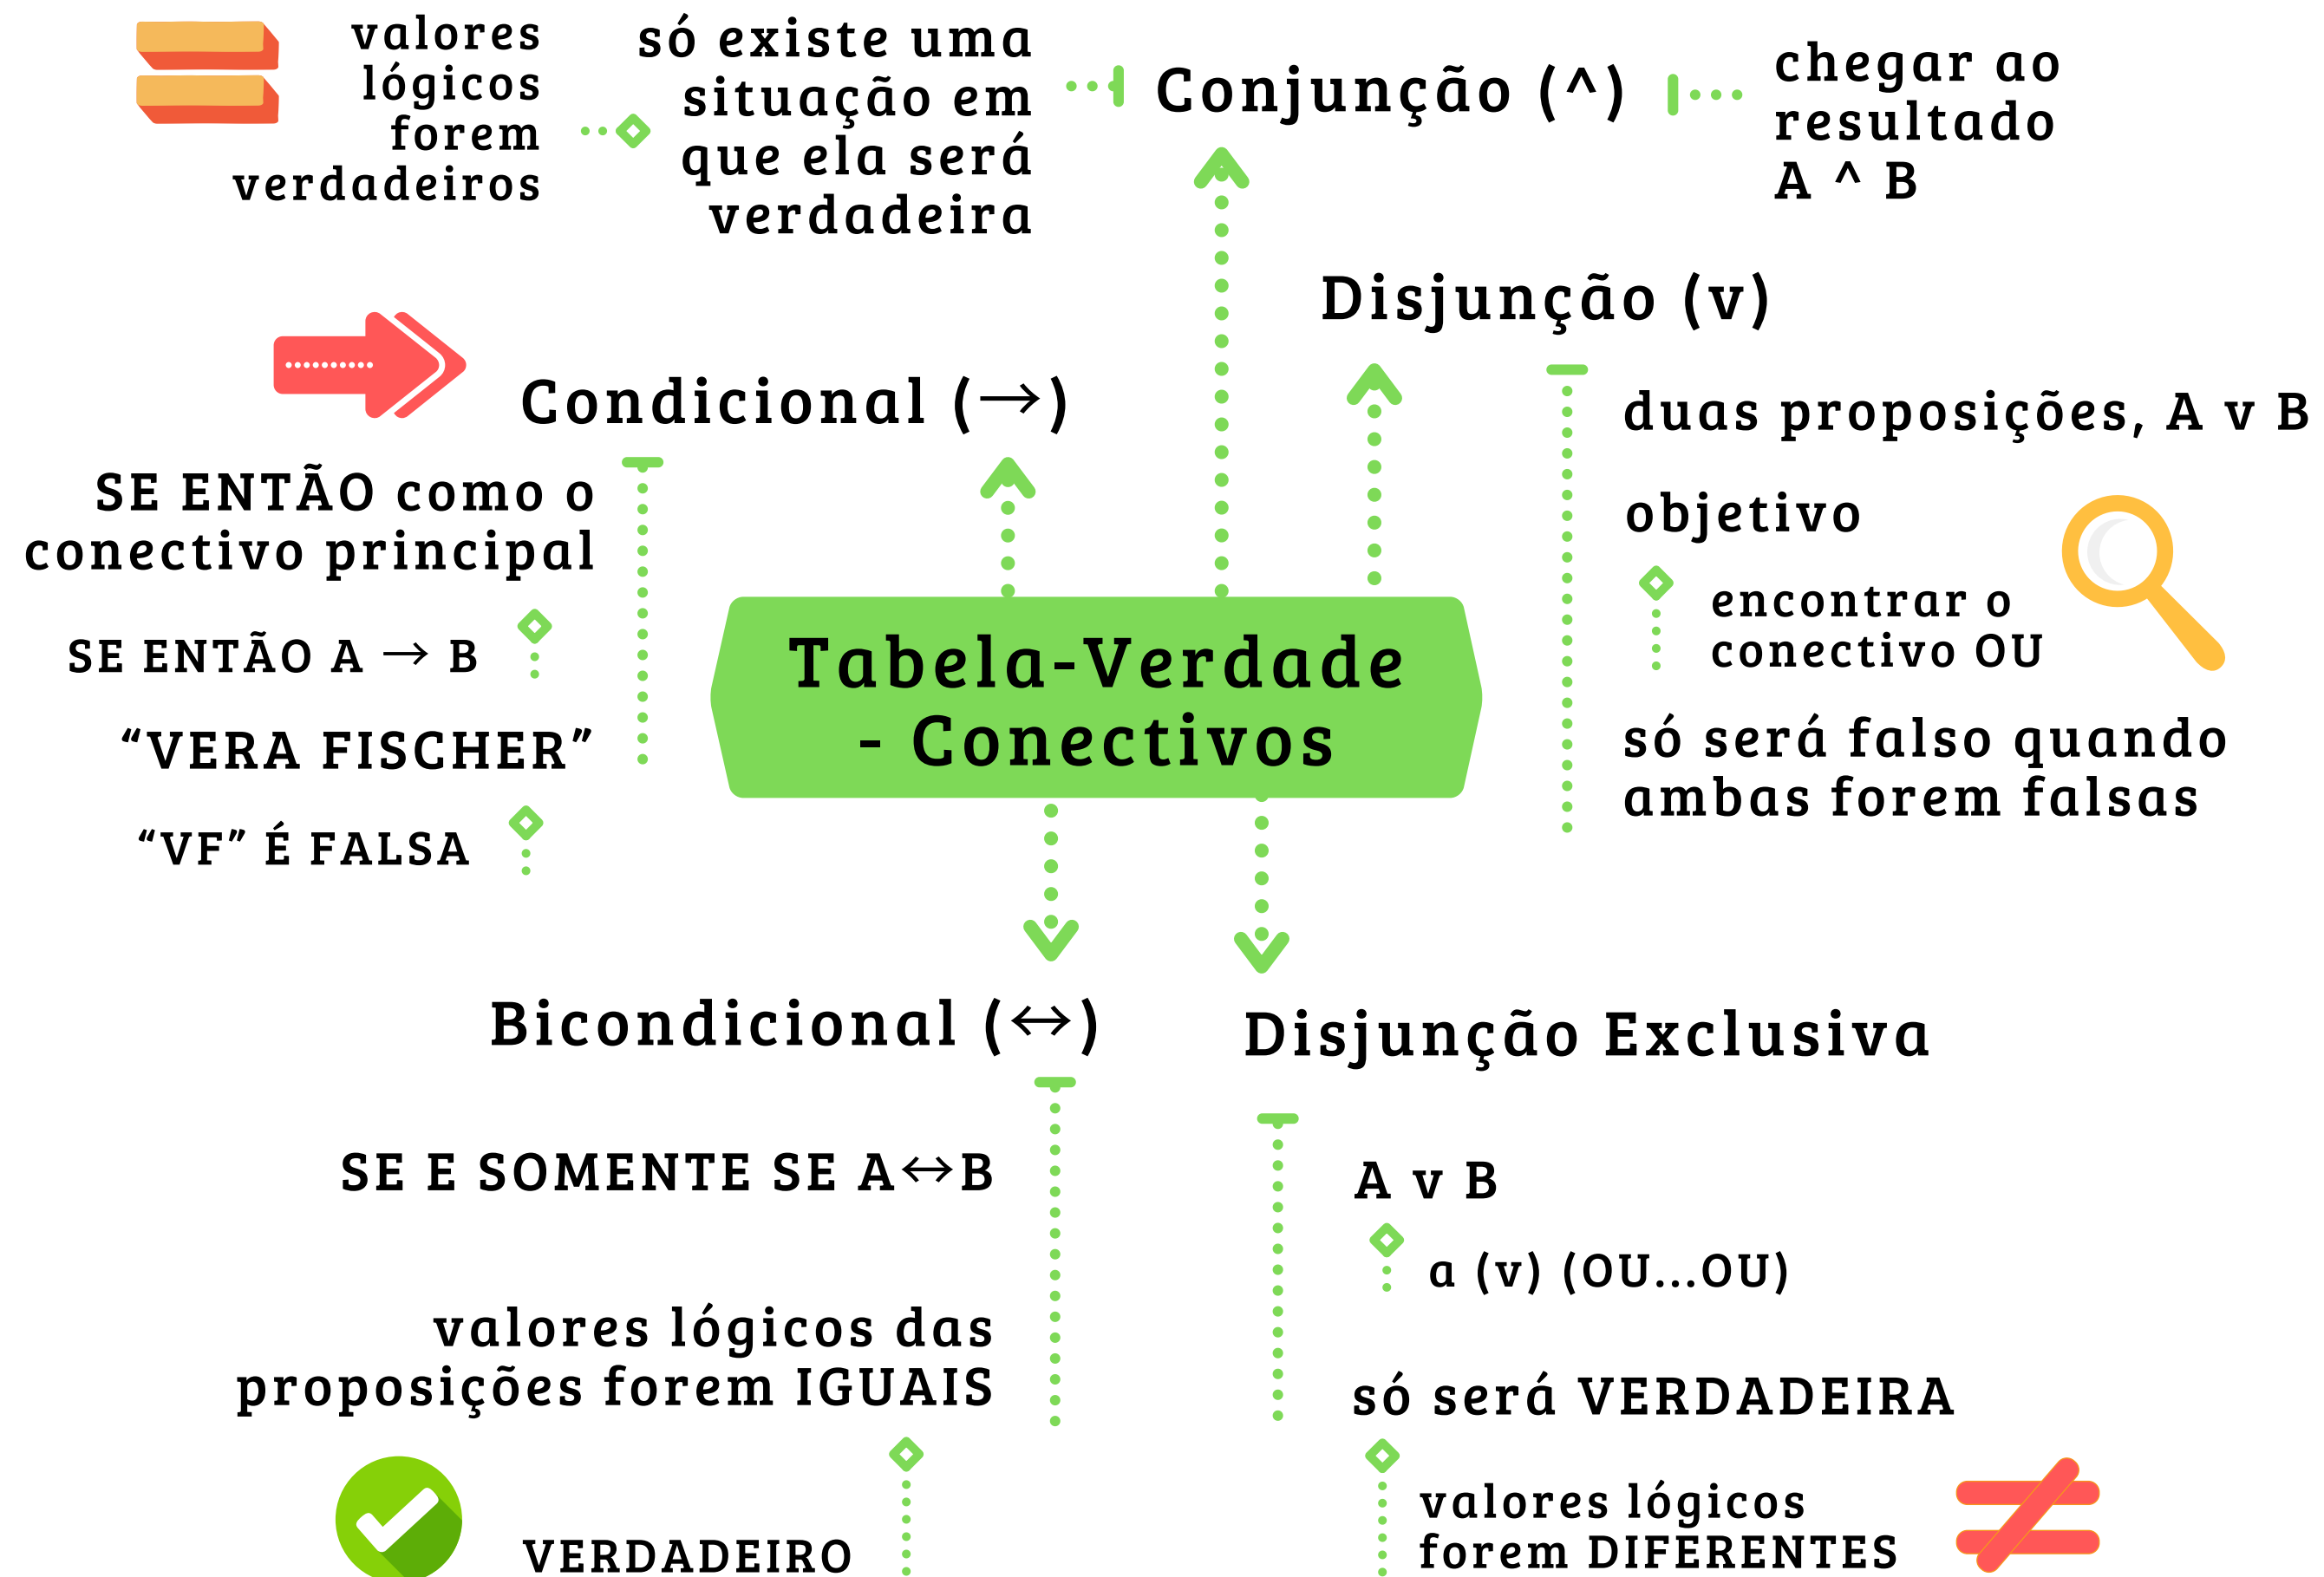 valores
lógicos
forem
verdadeiros
só existe uma
situação em
que ela será
verdadeira
Conjunção (^)
chegar ao
resultado
A ^ B
Disjunção (v)
duas proposições, A v B
objetivo
encontrar o
conectivo OU
só será falso quando
ambas forem falsas
Condicional (→)
SE ENTÃO como o
conectivo principal
SE ENTÃO A → B
“VERA FISCHER”
“VF” É FALSA
Tabela-Verdade
- Conectivos
Bicondicional (↔)
SE E SOMENTE SE A↔B
valores lógicos das
proposições forem IGUAIS
VERDADEIRO
Disjunção Exclusiva
A v B
a (v) (OU...OU)
só será VERDADEIRA
valores lógicos
forem DIFERENTES